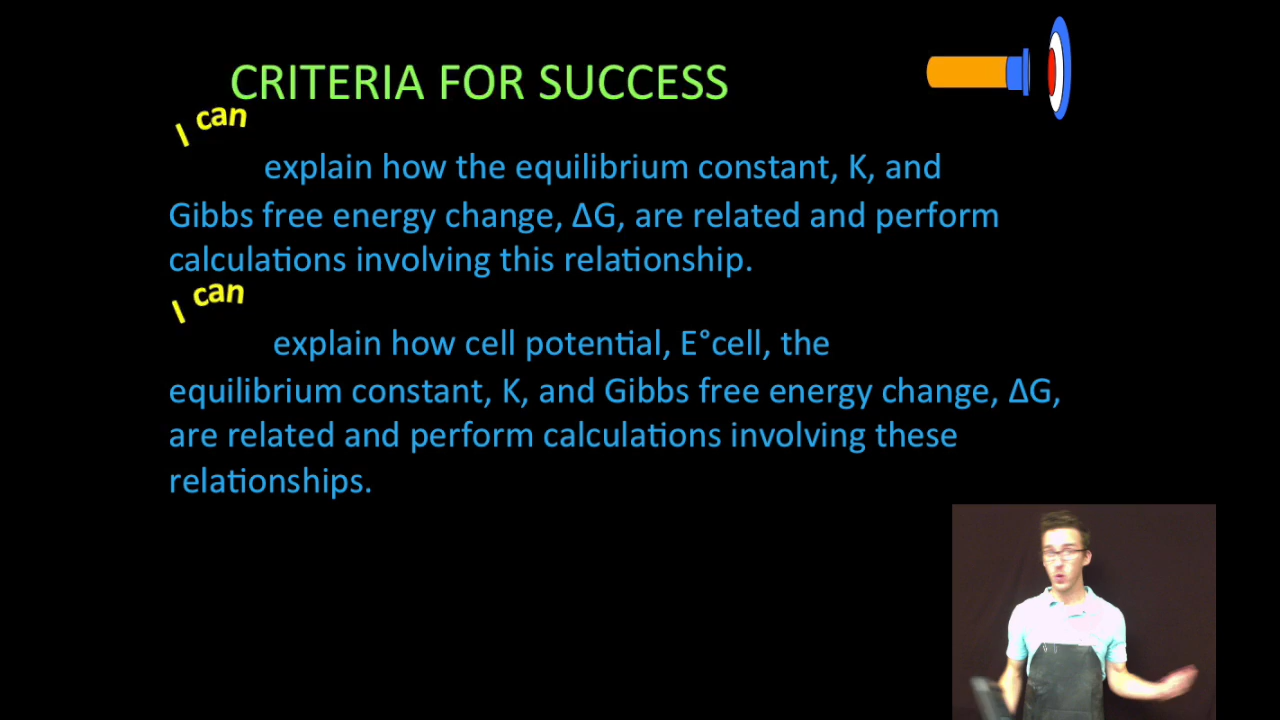 CRITERIA FOR SUCCESS
I can
explain how the equilibrium constant, K, and
Gibbs free energy change, ΔG, are related and perform
calculations involving this relationship.
I can
explain how cell potential, E°cell, the
equilibrium constant, K, and Gibbs free energy change, ΔG,
are related and perform calculations involving these
relationships.